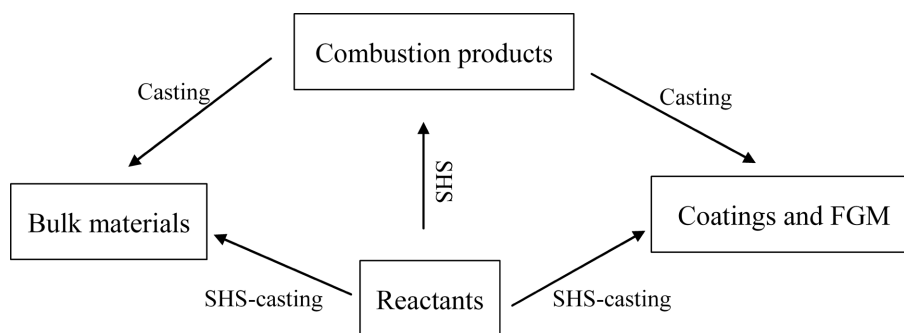 Combustion products
Casting
Casting
SHS
Bulk materials
Coatings and FGM
SHS-casting
Reactants
SHS-casting